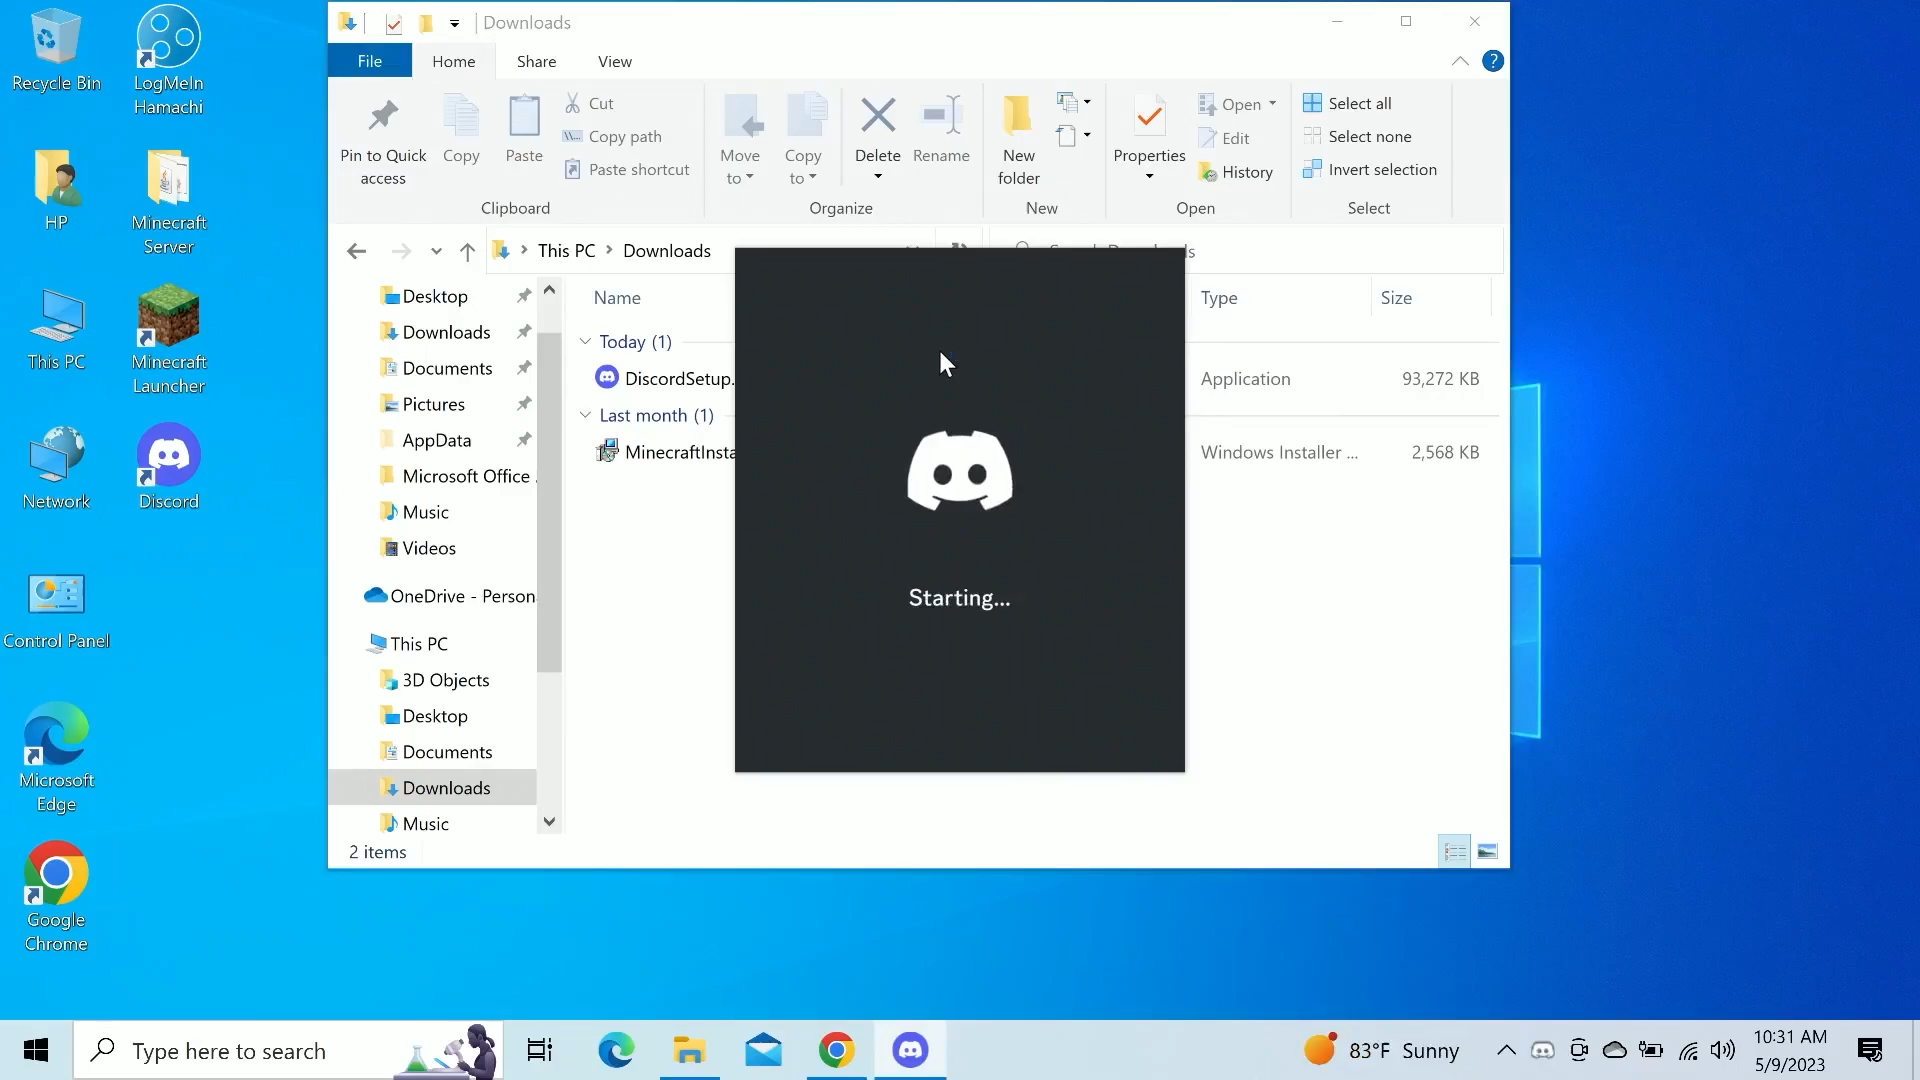 Recycle Bin
LogMeIn
Hamachi
HP
Minecraft
Server
This PC
Minecraft
Launcher
Network
Discord
Control Panel
Microsoft
Edge
Google
Chrome
Downloads
File
Home
Share
View
?
Pin to Quick
access
Copy
Paste
Cut
Copy path
Paste shortcut
Clipboard
Move
to
Copy
to
Delete
Rename
Organize
New
folder
New
Properties
Open
Edit
History
Open
Select all
Select none
Invert selection
Select
This PC > Downloads
Name
Type
Size
Today (1)
DiscordSetup.
Application
93,272 KB
Last month (1)
MinecraftInsta
Windows Installer ...
2,568 KB
Desktop
Downloads
Documents
Pictures
AppData
Microsoft Office
Music
Videos
OneDrive - Person
This PC
3D Objects
Desktop
Documents
Downloads
Music
2 items
Starting...
Type here to search
83°F Sunny
10:31 AM
5/9/2023